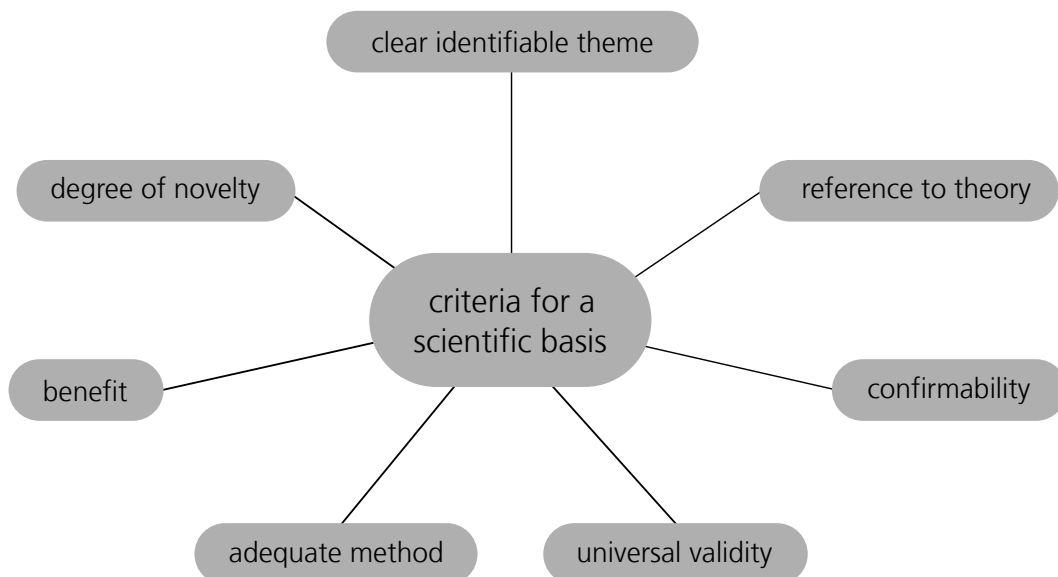 clear identifiable theme
degree of novelty
reference to theory
criteria for a
scientific basis
benefit
confirmability
adequate method
universal validity